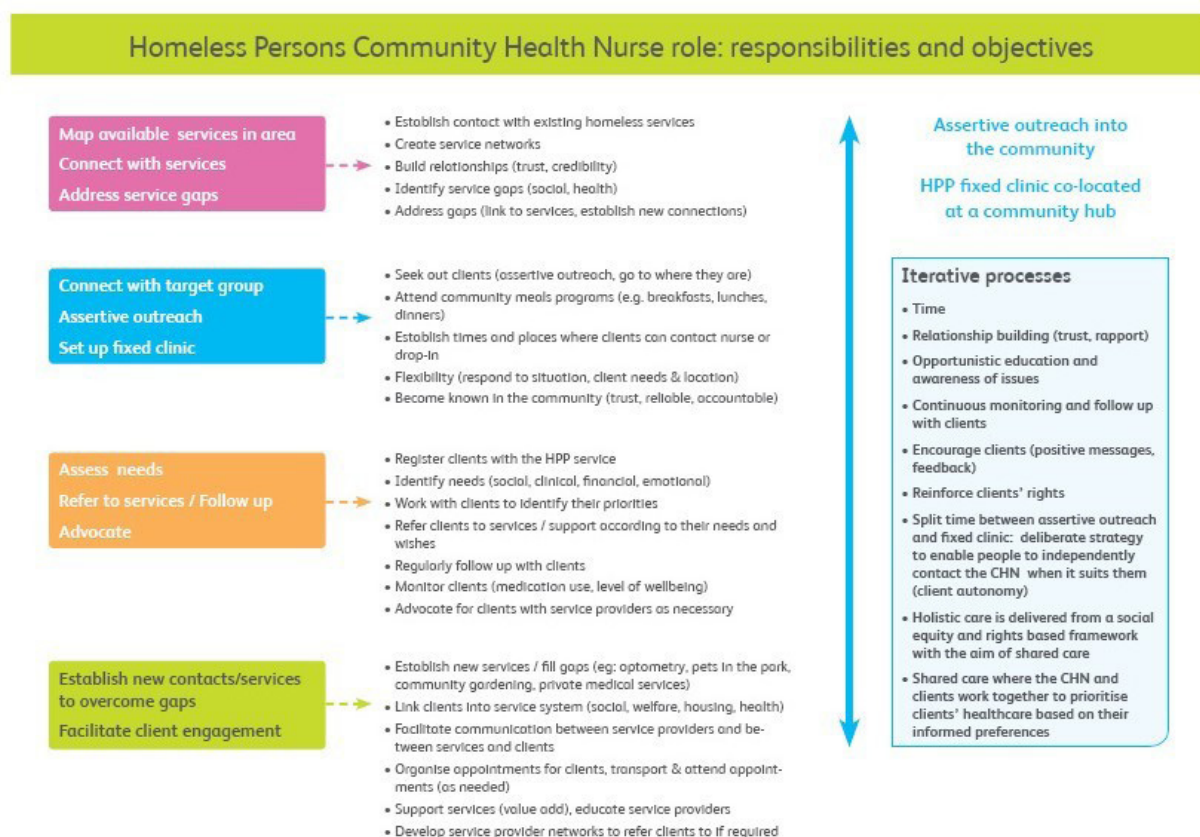 Homeless Persons Community Health Nurse role: responsibilities and objectives
Map available services in area
Connect with services
Address service gaps
• Establish contact with existing homeless services
• Create service networks
• Build relationships (trust, credibility)
• Identify service gaps (social, health)
• Address gaps (link to services, establish new connections)
Connect with target group
Assertive outreach
Set up fixed clinic
• Seek out clients (assertive outreach, go to where they are)
• Attend community meals programs (e.g. breakfasts, lunches,
dinners)
• Establish times and places where clients can contact nurse or
drop-in
• Flexibility (respond to situation, client needs & location)
• Become known in the community (trust, reliable, accountable)
Assess needs
Refer to services / Follow up
Advocate
• Register clients with the HPP service
• Identify needs (social, clinical, financial, emotional)
• Work with clients to identify their priorities
• Refer clients to services / support according to their needs and
wishes
• Regularly follow up with clients
• Monitor clients (medication use, level of wellbeing)
• Advocate for clients with service providers as necessary
Establish new contacts/services
to overcome gaps
Facilitate client engagement
• Establish new services / fill gaps (eg: optometry, pets in the park,
community gardening, private medical services)
• Link clients into service system (social, welfare, housing, health)
• Facilitate communication between service providers and be-
tween services and clients
• Organise appointments for clients, transport & attend appoint-
ments (as needed)
• Support services (value add), educate service providers
• Develop service provider networks to refer clients to if required
Assertive outreach into
the community
HPP fixed clinic co-located
at a community hub
Iterative processes
• Time
• Relationship building (trust, rapport)
• Opportunistic education and
awareness of issues
• Continuous monitoring and follow up
with clients
• Encourage clients (positive messages,
feedback)
• Reinforce clients' rights
• Split time between assertive outreach
and fixed clinic: deliberate strategy
to enable people to independently
contact the CHN when it suits them
(client autonomy)
• Holistic care is delivered from a social
equity and rights based framework
with the aim of shared care
• Shared care where the CHN and
clients work together to prioritise
clients' healthcare based on their
informed preferences